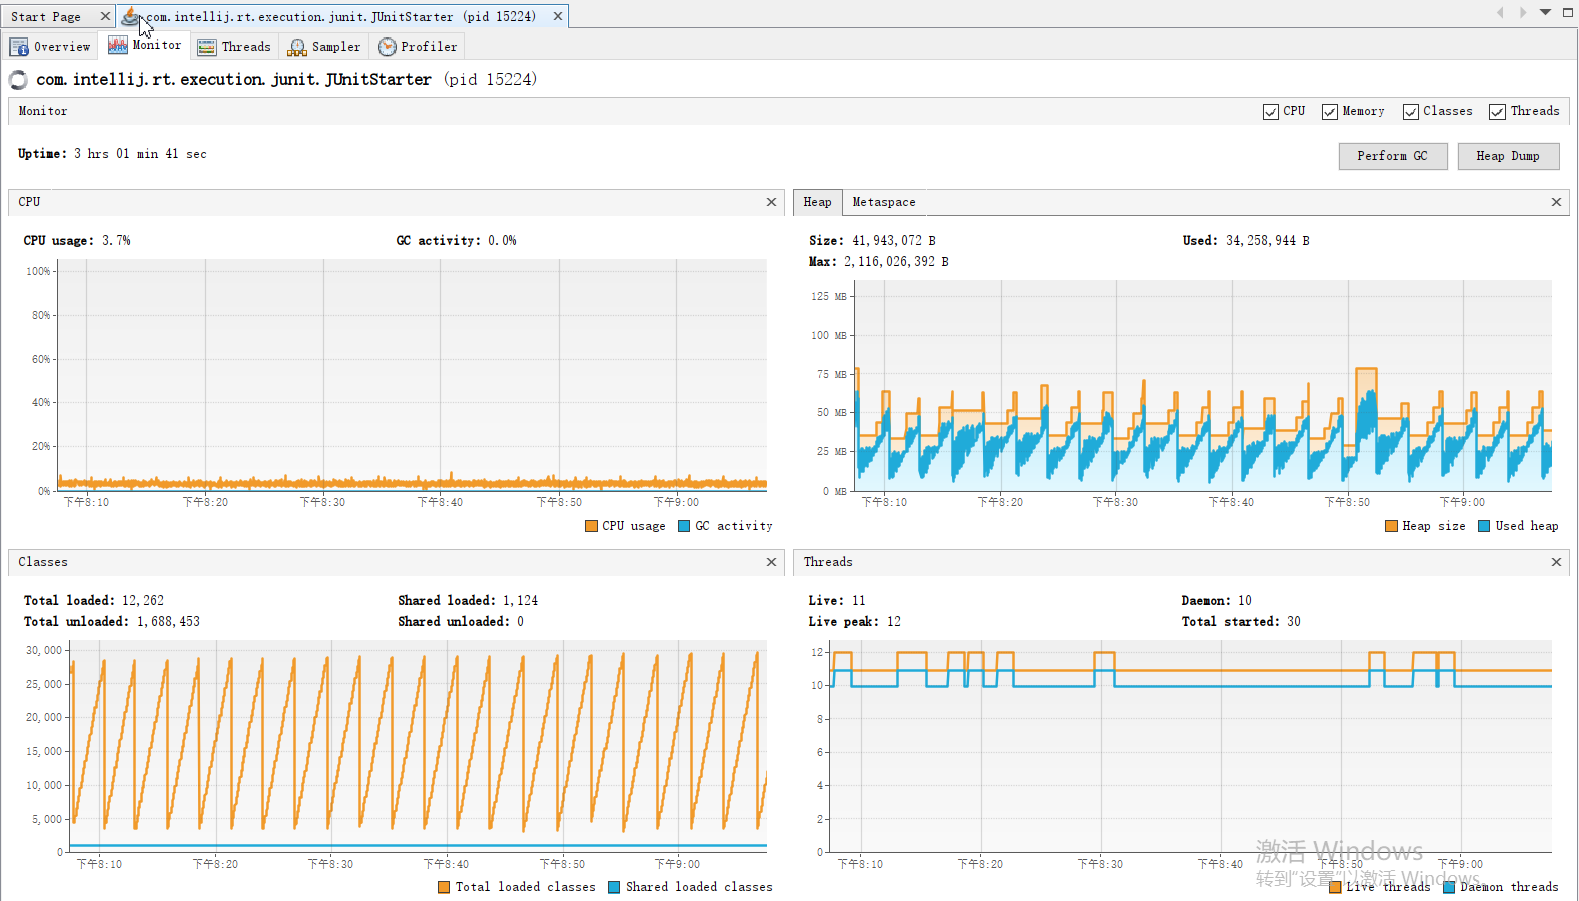 Start Page
com.intellij.rt.execution.junit.JUnitStarter (pid 15224)
Overview
Monitor
Threads
Sampler
Profiler
com.intellij.rt.execution.junit.JUnitStarter (pid 15224)
Monitor
CPU
Memory
Classes
Threads
Uptime: 3 hrs 01 min 41 sec
Perform GC
Heap Dump
CPU
CPU usage: 3.7%
GC activity: 0.0%
100%
80%
60%
40%
20%
0%
下午8:10
下午8:20
下午8:30
下午8:40
下午8:50
下午9:00
CPU usage
GC activity
Heap
Metaspace
Size: 41,943,072 B
Used: 34,258,944 B
Max: 2,116,026,392 B
125 MB
100 MB
75 MB
50 MB
25 MB
0 MB
下午8:10
下午8:20
下午8:30
下午8:40
下午8:50
下午9:00
Heap size
Used heap
Classes
Total loaded: 12,262
Shared loaded: 1,124
Total unloaded: 1,688,453
Shared unloaded: 0
30,000
25,000
20,000
15,000
10,000
5,000
0
下午8:10
下午8:20
下午8:30
下午8:40
下午8:50
下午9:00
Total loaded classes
Shared loaded classes
Threads
Live: 11
Daemon: 10
Live peak: 12
Total started: 30
12
10
8
6
4
2
0
下午8:10
下午8:20
下午8:30
下午8:40
下午8:50
下午9:00
Live threads
Daemon threads
激活 Windows
转到“设置”以激活 Windows。